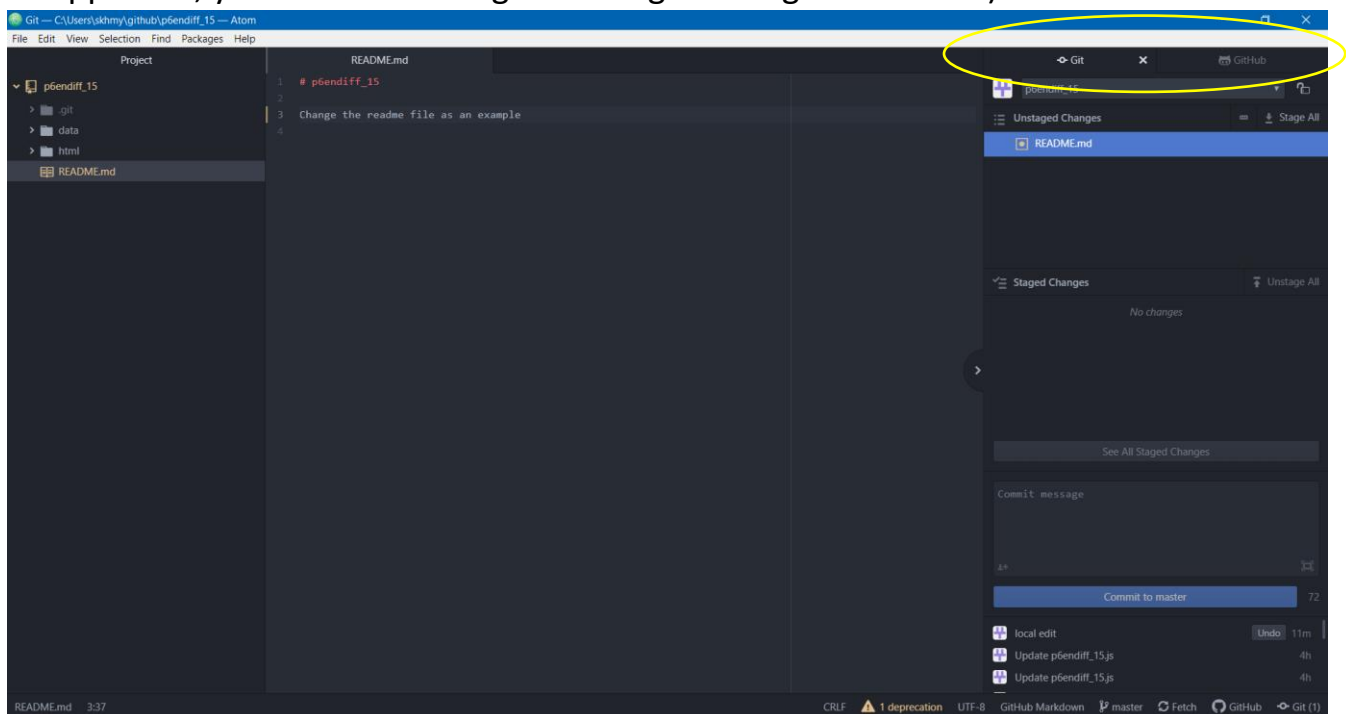 Git — C:\Users\skhmy\github\p6endiff_15 — Atom
File Edit View Selection Find Packages Help
Project
p6endiff_15
.git
data
html
README.md
README.md
1 # p6endiff_15
2
3 Change the readme file as an example
4
Git
GitHub
p6endiff_15
Unstaged Changes
Stage All
README.md
Staged Changes
Unstage All
No changes
See All Staged Changes
Commit message
Commit to master 72
local edit Undo 11m
Update p6endiff_15.js 4h
Update p6endiff_15.js 4h
README.md 3:37 CRLF 1 deprecation UTF-8 GitHub Markdown master Fetch GitHub Git (1)